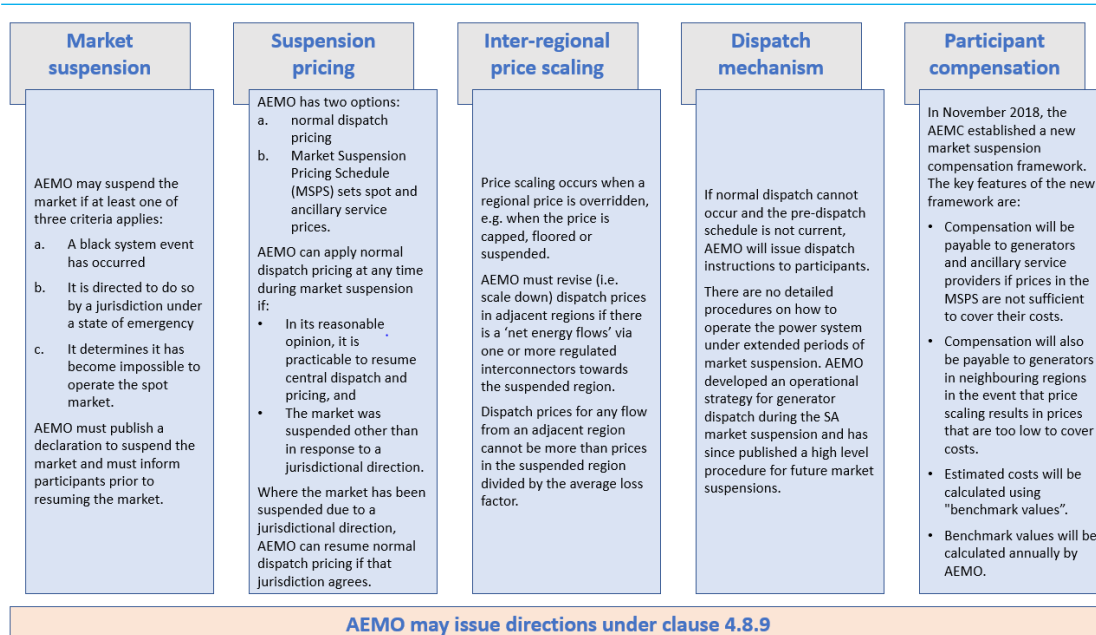 Market
suspension
AEMO may suspend the
market if at least one of
three criteria applies:
a. A black system event
has occurred
b. It is directed to do so
by a jurisdiction under
a state of emergency
c. It determines it has
become impossible to
operate the spot
market.
AEMO must publish a
declaration to suspend the
market and must inform
participants prior to
resuming the market.
Suspension
pricing
AEMO has two options:
a. normal dispatch
pricing
b. Market Suspension
Pricing Schedule
(MSPS) sets spot and
ancillary service
prices.
AEMO can apply normal
dispatch pricing at any time
during market suspension
if:
• In its reasonable
opinion, it is
practicable to resume
central dispatch and
pricing, and
• The market was
suspended other than
in response to a
jurisdictional direction.
Where the market has been
suspended due to a
jurisdictional direction,
AEMO can resume normal
dispatch pricing if that
jurisdiction agrees.
Inter-regional
price scaling
Price scaling occurs when a
regional price is overridden,
e.g. when the price is
capped, floored or
suspended.
AEMO must revise (i.e.
scale down) dispatch prices
in adjacent regions if there
is a ‘net energy flows’ via
one or more regulated
interconnectors towards
the suspended region.
Dispatch prices for any flow
from an adjacent region
cannot be more than prices
in the suspended region
divided by the average loss
factor.
Dispatch
mechanism
If normal dispatch cannot
occur and the pre-dispatch
schedule is not current,
AEMO will issue dispatch
instructions to participants.
There are no detailed
procedures on how to
operate the power system
under extended periods of
market suspension. AEMO
developed an operational
strategy for generator
dispatch during the SA
market suspension and has
since published a high level
procedure for future market
suspensions.
Participant
compensation
In November 2018, the
AEMC established a new
market suspension
compensation framework.
The key features of the new
framework are:
• Compensation will be
payable to generators
and ancillary service
providers if prices in the
MSPS are not sufficient
to cover their costs.
• Compensation will also
be payable to generators
in neighbouring regions
in the event that price
scaling results in prices
that are too low to cover
costs.
• Estimated costs will be
calculated using
"benchmark values”.
• Benchmark values will be
calculated annually by
AEMO.
AEMO may issue directions under clause 4.8.9